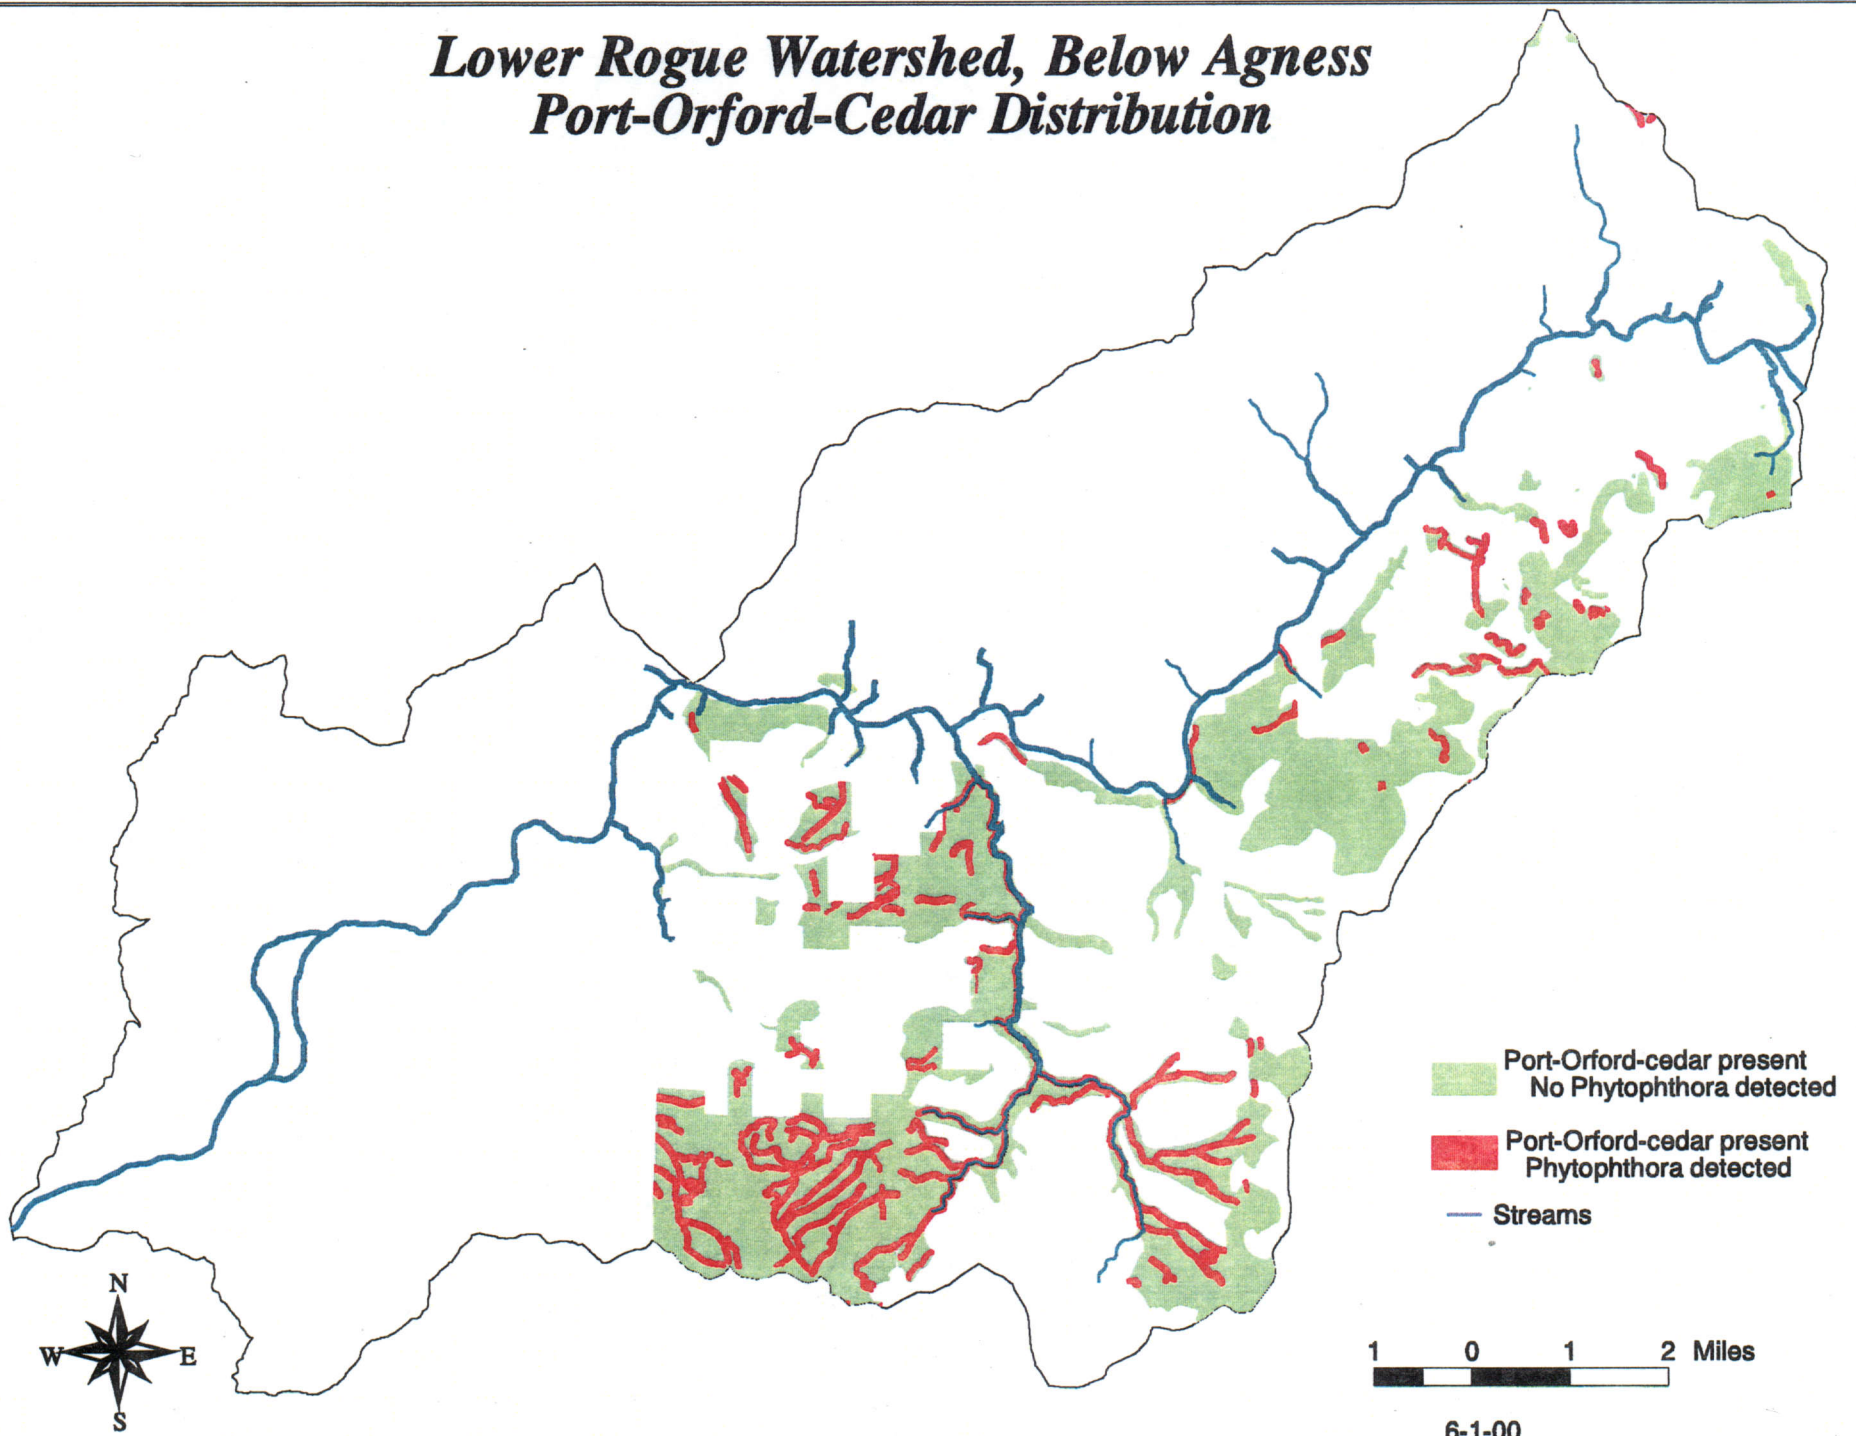 Lower Rogue Watershed, Below Agness
Port-Orford-Cedar Distribution
Port-Orford-cedar present
No Phytophthora detected
Port-Orford-cedar present
Phytophthora detected
Streams
N
W E
S
1 0 1 2 Miles
6-1-00